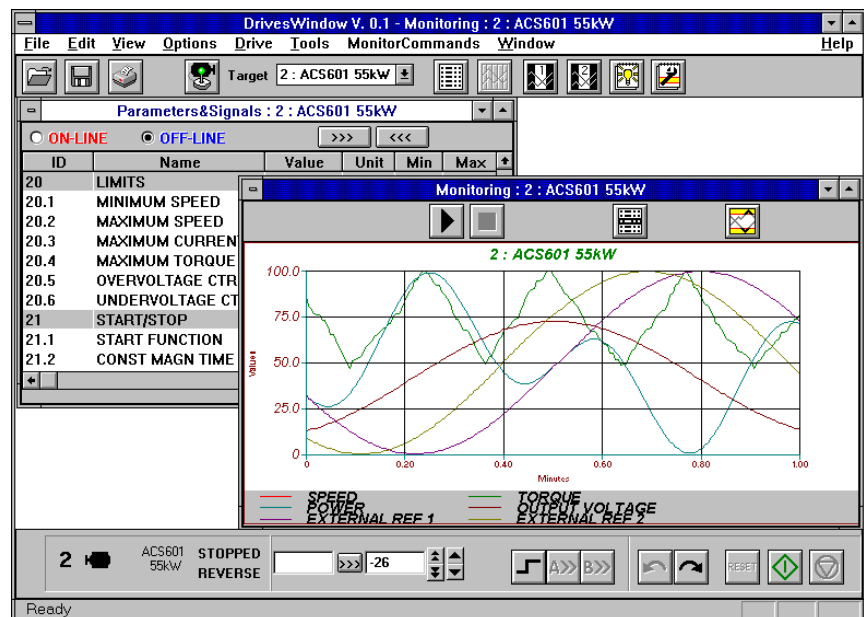 DrivesWindow V. 0.1 - Monitoring : 2 : ACS601 55kW
File Edit View Options Drive Tools MonitorCommands Window Help
Target 2 : ACS601 55kW
1 2
Parameters&Signals : 2 : ACS601 55kW
ON-LINE OFF-LINE >>> <<<
ID Name Value Unit Min Max
20 LIMITS
20.1 MINIMUM SPEED
20.2 MAXIMUM SPEED
20.3 MAXIMUM CURREN
20.4 MAXIMUM TORQUE
20.5 OVERVOLTAGE CTR
20.6 UNDERVOLTAGE CT
21 START/STOP
21.1 START FUNCTION
21.2 CONST MAGN TIME
Monitoring : 2 : ACS601 55kW
2 : ACS601 55kW
100.0
75.0
50.0
25.0
0
Values
0 0.20 0.40 0.60 0.80 1.00
Minutes
SPEED TORQUE
POWER OUTPUT VOLTAGE
EXTERNAL REF 1 EXTERNAL REF 2
2 ACS601 55kW STOPPED REVERSE >>> -26 A>> B>> RESET
Ready